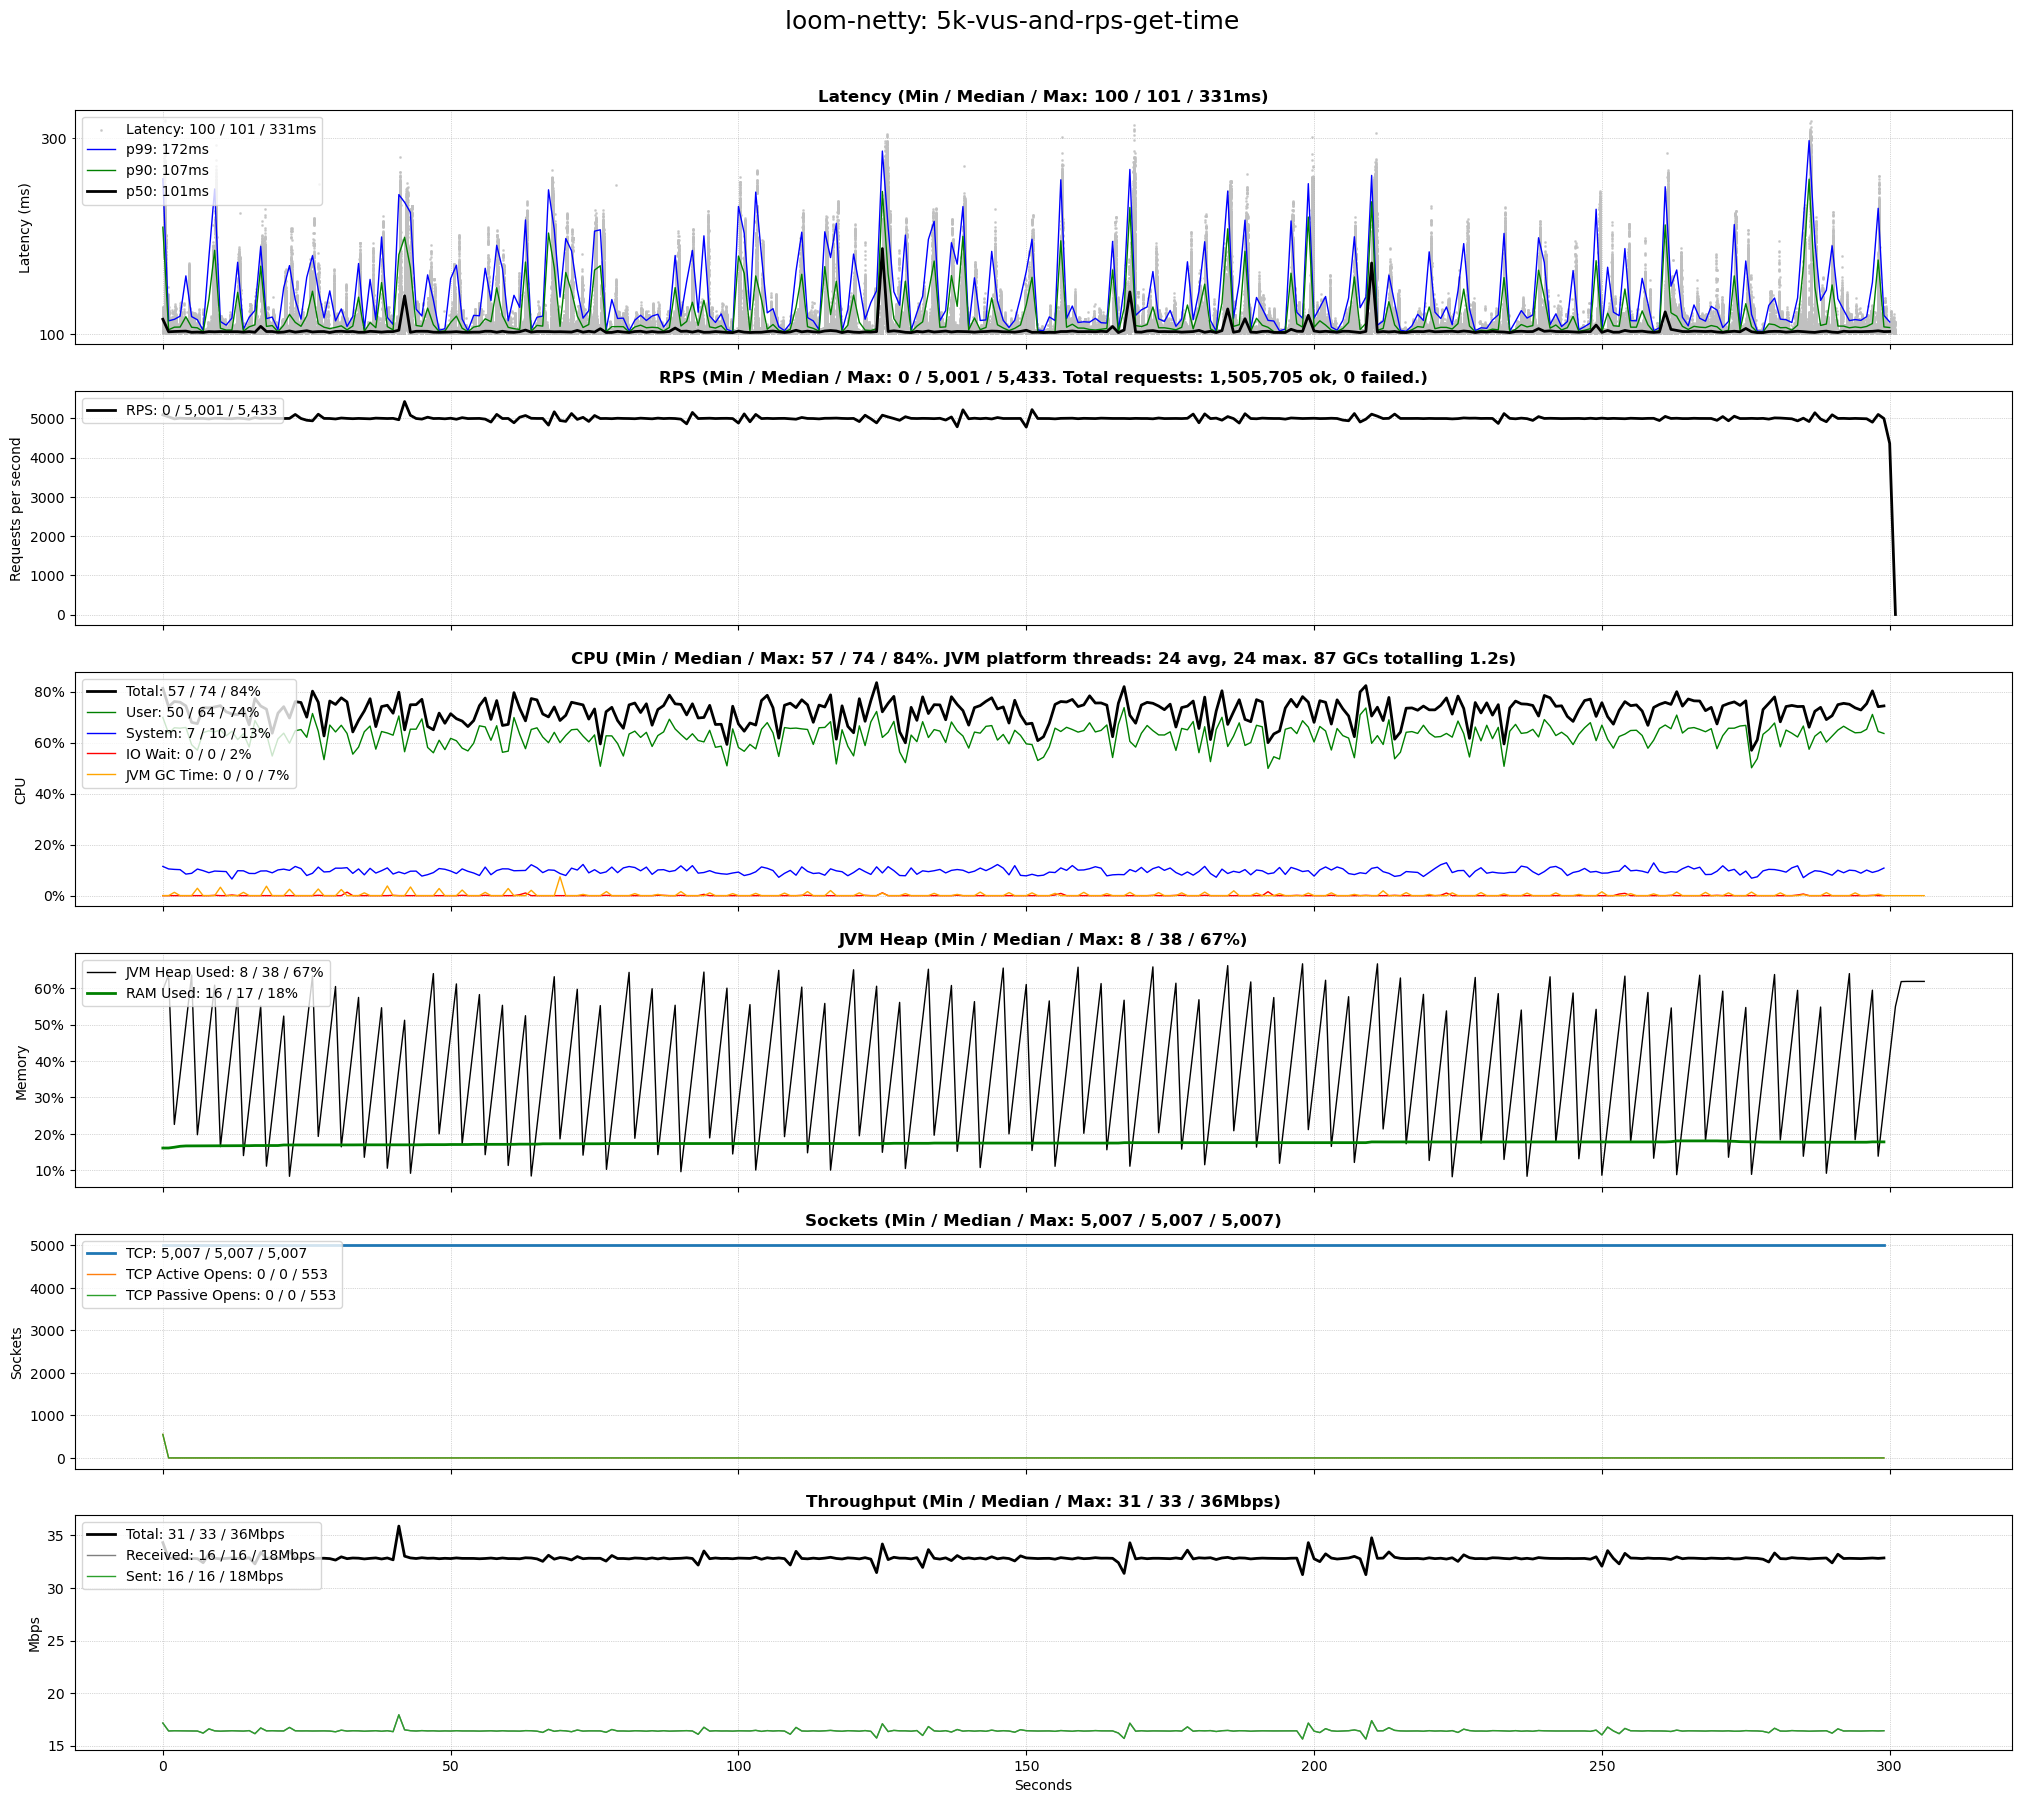 loom-netty: 5k-vus-and-rps-get-time
Latency (Min / Median / Max: 100 / 101 / 331ms)
Latency: 100 / 101 / 331ms
p99: 172ms
p90: 107ms
p50: 101ms
300
100
Latency (ms)
RPS (Min / Median / Max: 0 / 5,001 / 5,433. Total requests: 1,505,705 ok, 0 failed.)
RPS: 0 / 5,001 / 5,433
5000
4000
3000
2000
1000
0
Requests per second
CPU (Min / Median / Max: 57 / 74 / 84%. JVM platform threads: 24 avg, 24 max. 87 GCs totalling 1.2s)
Total: 57 / 74 / 84%
User: 50 / 64 / 74%
System: 7 / 10 / 13%
IO Wait: 0 / 0 / 2%
JVM GC Time: 0 / 0 / 7%
80%
60%
40%
20%
0%
CPU
JVM Heap (Min / Median / Max: 8 / 38 / 67%)
JVM Heap Used: 8 / 38 / 67%
RAM Used: 16 / 17 / 18%
60%
50%
40%
30%
20%
10%
Memory
Sockets (Min / Median / Max: 5,007 / 5,007 / 5,007)
TCP: 5,007 / 5,007 / 5,007
TCP Active Opens: 0 / 0 / 553
TCP Passive Opens: 0 / 0 / 553
5000
4000
3000
2000
1000
0
Sockets
Throughput (Min / Median / Max: 31 / 33 / 36Mbps)
Total: 31 / 33 / 36Mbps
Received: 16 / 16 / 18Mbps
Sent: 16 / 16 / 18Mbps
35
30
25
20
15
Mbps
0
50
100
150
200
250
300
Seconds